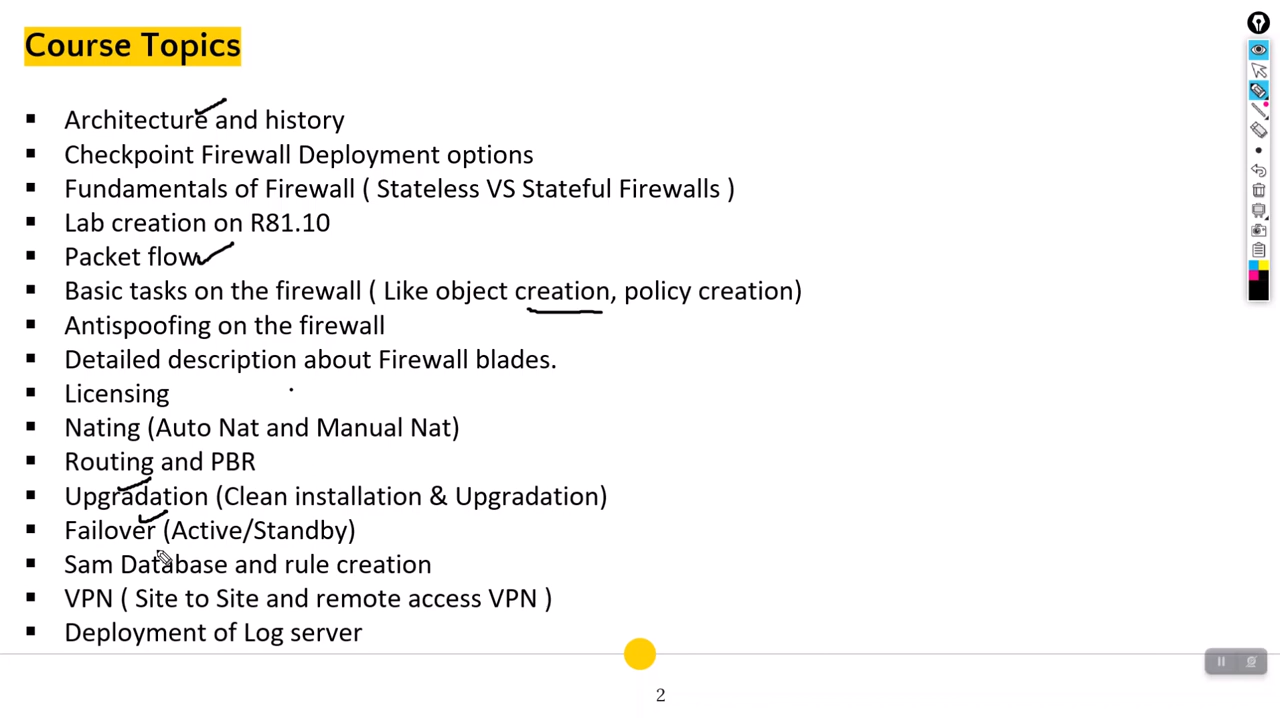 Course Topics
▪ Architecture and history
▪ Checkpoint Firewall Deployment options
▪ Fundamentals of Firewall ( Stateless VS Stateful Firewalls )
▪ Lab creation on R81.10
▪ Packet flow
▪ Basic tasks on the firewall ( Like object creation, policy creation)
▪ Antispoofing on the firewall
▪ Detailed description about Firewall blades.
▪ Licensing
▪ Nating (Auto Nat and Manual Nat)
▪ Routing and PBR
▪ Upgradation (Clean installation & Upgradation)
▪ Failover (Active/Standby)
▪ Sam Database and rule creation
▪ VPN ( Site to Site and remote access VPN )
▪ Deployment of Log server
2